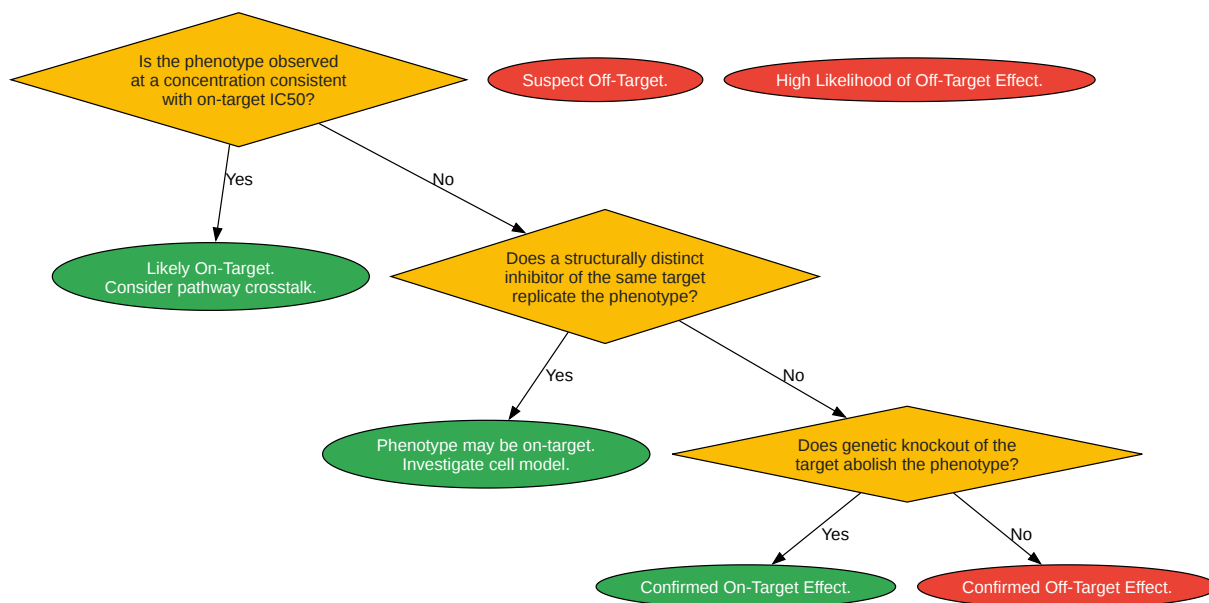 Is the phenotype observed
at a concentration consistent
with on-target IC50?
Suspect Off-Target.
High Likelihood of Off-Target Effect.
Yes
No
Likely On-Target.
Consider pathway crosstalk.
Does a structurally distinct
inhibitor of the same target
replicate the phenotype?
Yes
No
Phenotype may be on-target.
Investigate cell model.
Does genetic knockout of the
target abolish the phenotype?
Yes
No
Confirmed On-Target Effect.
Confirmed Off-Target Effect.